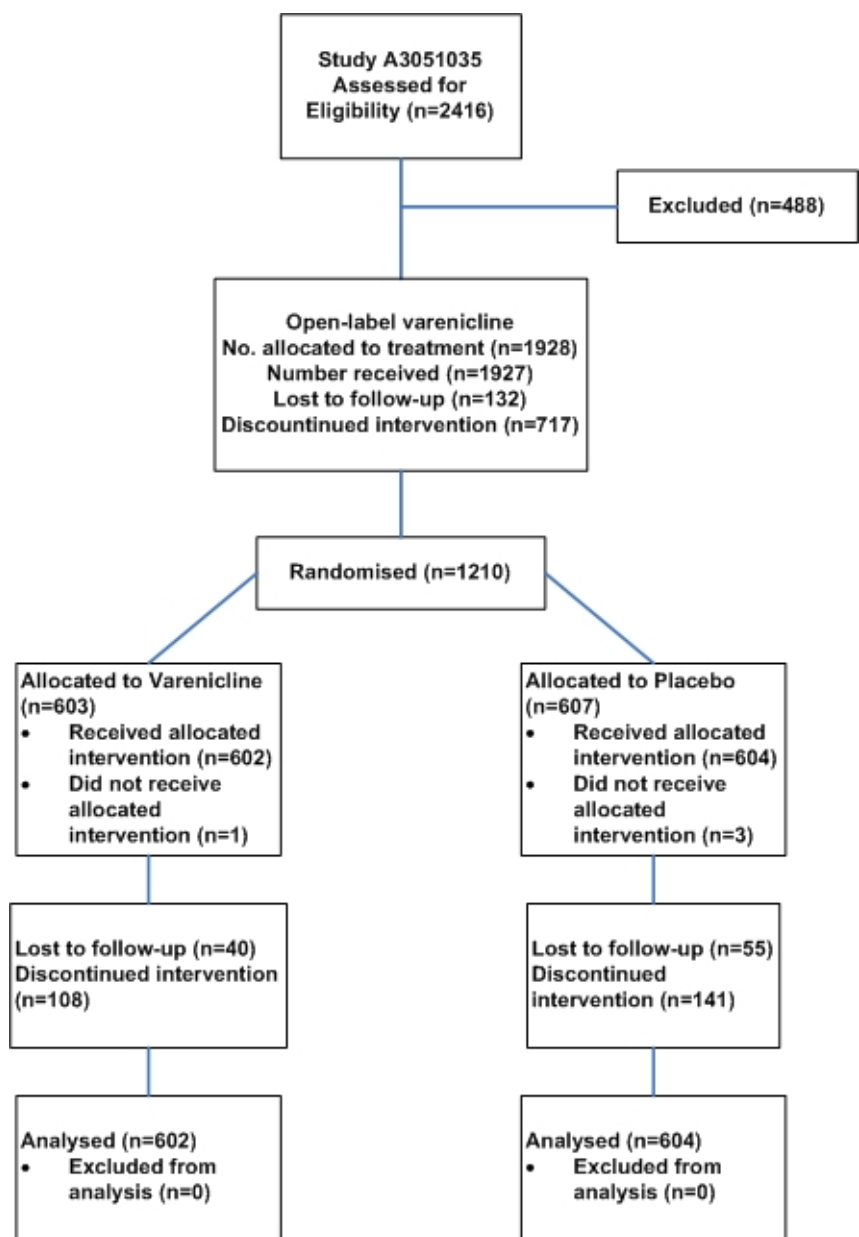 Study A3051035
Assessed for
Eligibility (n=2416)
Excluded (n=488)
Open-label varenicline
No. allocated to treatment (n=1928)
Number received (n=1927)
Lost to follow-up (n=132)
Discountinued intervention (n=717)
Randomised (n=1210)
Allocated to Varenicline
(n=603)
• Received allocated
intervention (n=602)
• Did not receive
allocated
intervention (n=1)
Allocated to Placebo
(n=607)
• Received allocated
intervention (n=604)
• Did not receive
allocated
intervention (n=3)
Lost to follow-up (n=40)
Discontinued intervention
(n=108)
Lost to follow-up (n=55)
Discontinued
intervention (n=141)
Analysed (n=602)
• Excluded from
analysis (n=0)
Analysed (n=604)
• Excluded from
analysis (n=0)